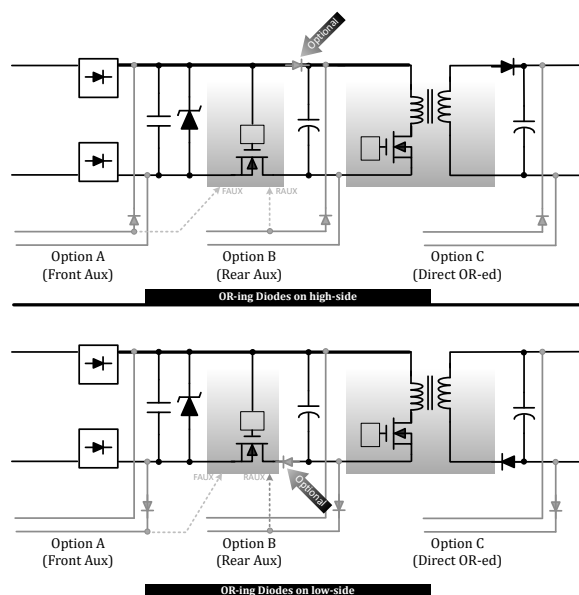 Optional
FAUX
RAUX
Option A
(Front Aux)
Option B
(Rear Aux)
Option C
(Direct OR-ed)
OR-ing Diodes on high-side
FAUX
RAUX
Optional
Option A
(Front Aux)
Option B
(Rear Aux)
Option C
(Direct OR-ed)
OR-ing Diodes on low-side